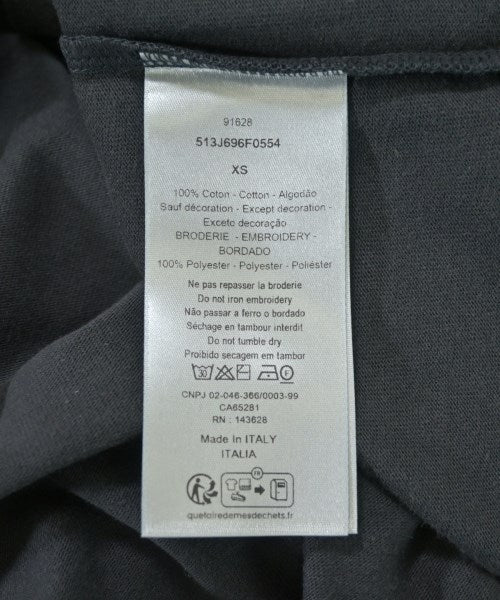 91628
513J696F0554
XS
100% Coton - Cotton - Algodão
Sauf décoration - Except decoration -
Exceto decoração
BRODERIE - EMBROIDERY -
BORDADO
100% Polyester - Polyester - Poliéster
Ne pas repasser la broderie
Do not iron embroidery
Não passar a ferro o bordado
Séchage en tambour interdit
Do not tumble dry
Proibido secagem em tambor
30 F
CNPJ 02-046-366/0003-99
CA65281
RN : 143628
Made in ITALY
ITALIA
FR
quefairedemesdechets.fr